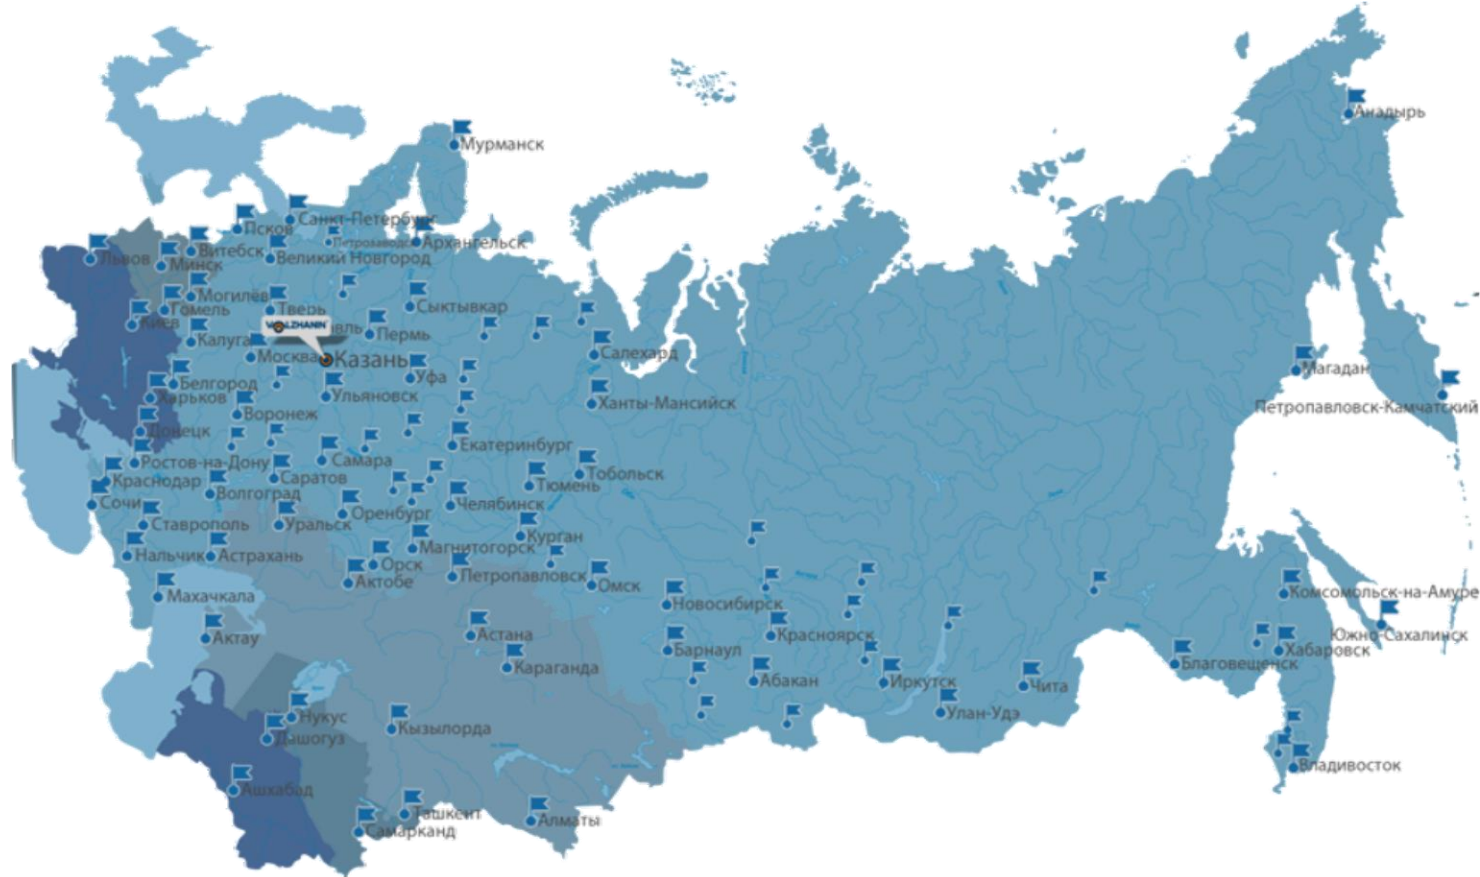 Анадырь
Мурманск
Санкт-Петербург
Псков
Петрозаводск
Архангельск
Витебск
Львов
Великий Новгород
Минск
Могилёв
Сыктывкар
Гомель
Тверь
Киев
VOLZHANIN
Пермь
Калуга
Салехард
Москва
Казань
Магадан
Уфа
Белгород
Ульяновск
Харьков
Ханты-Мансийск
Петропавловск-Камчатский
Воронеж
Донецк
Екатеринбург
Самара
Ростов-на-Дону
Тобольск
Краснодар
Саратов
Тюмень
Волгоград
Сочи
Челябинск
Оренбург
Ставрополь
Уральск
Курган
Магнитогорск
Нальчик
Астрахань
Орск
Петропавловск
Актобе
Омск
Комсомольск-на-Амуре
Махачкала
Новосибирск
Астана
Красноярск
Южно-Сахалинск
Актау
Барнаул
Хабаровск
Благовещенск
Караганда
Абакан
Иркутск
Чита
Улан-Удэ
Нукус
Кызылорда
Дашогуз
Владивосток
Ашхабад
Ташкент
Алматы
Самарканд